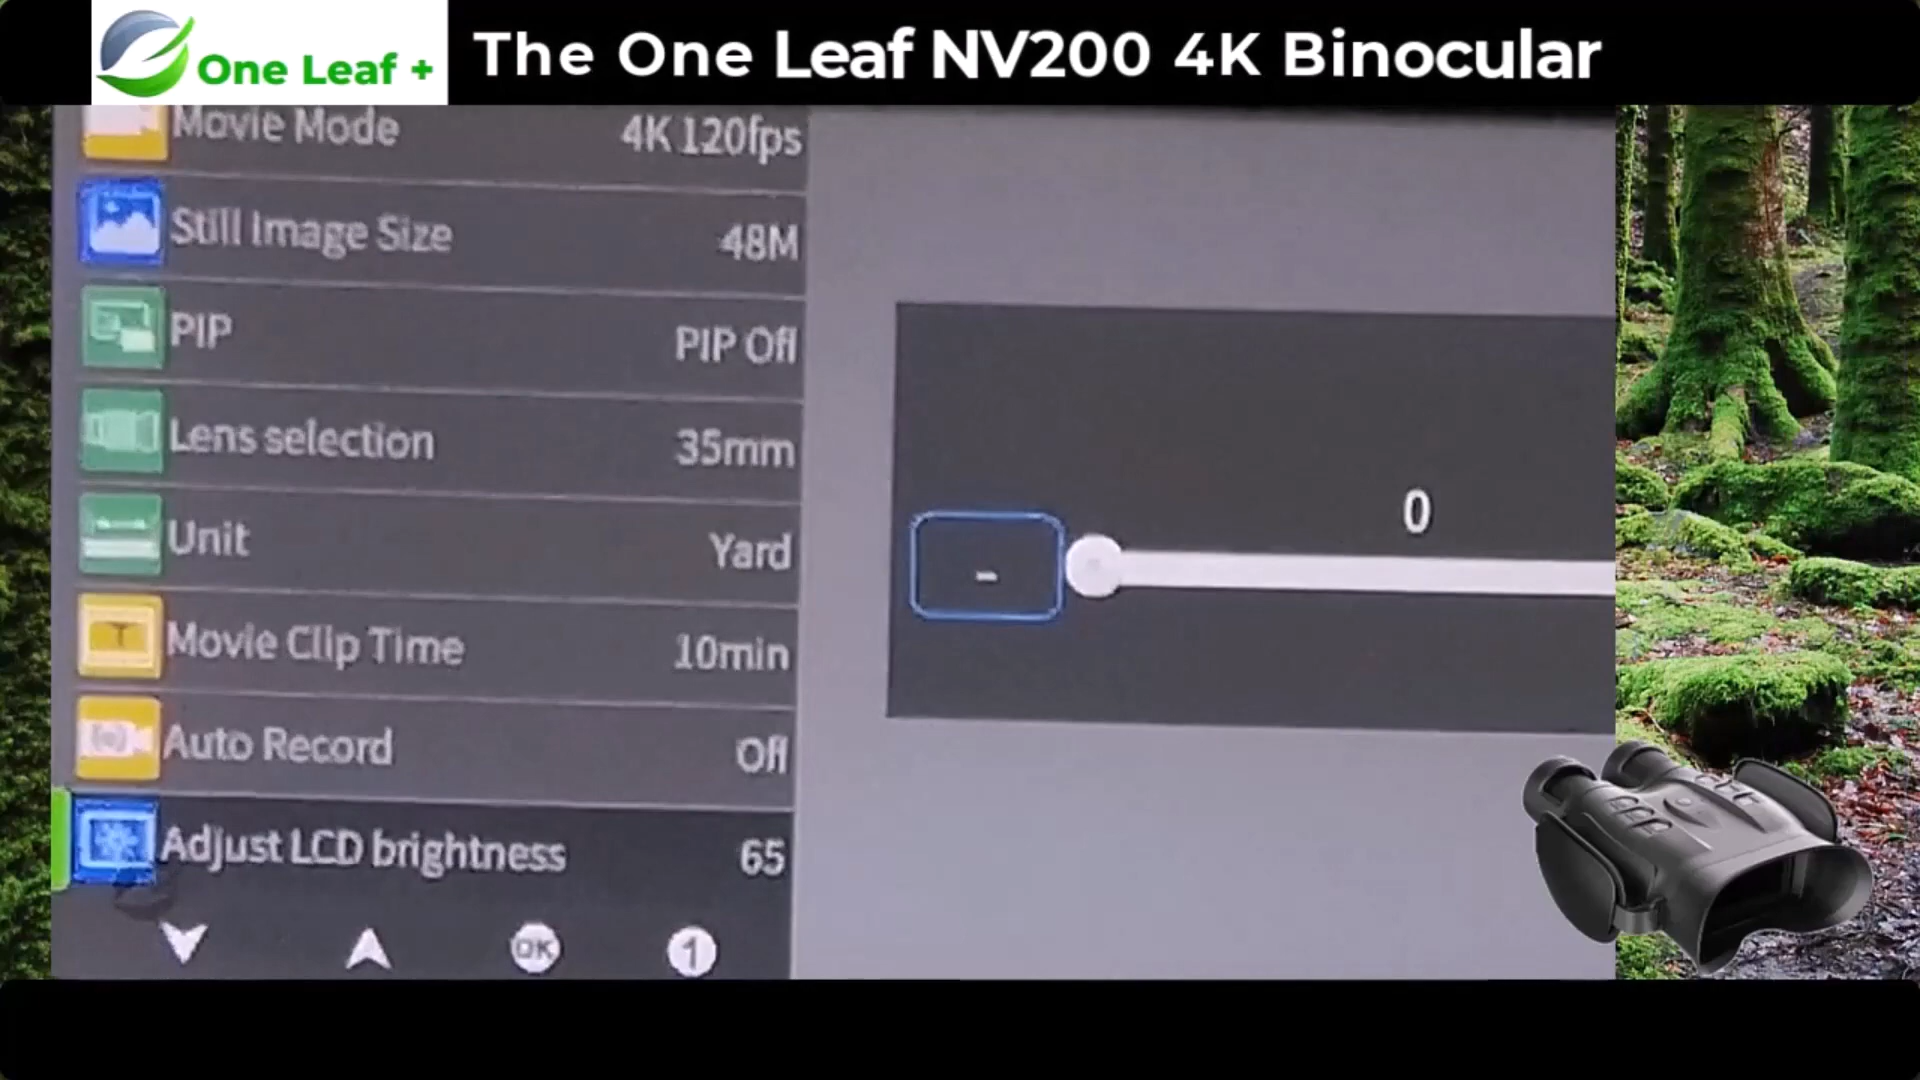 One Leaf +
The One Leaf NV200 4K Binocular
Movie Mode 4K 120fps
Still Image Size 48M
PIP PIP Off
Lens selection 35mm
Unit Yard
Movie Clip Time 10min
Auto Record Off
Adjust LCD brightness 65
OK 1
0
-